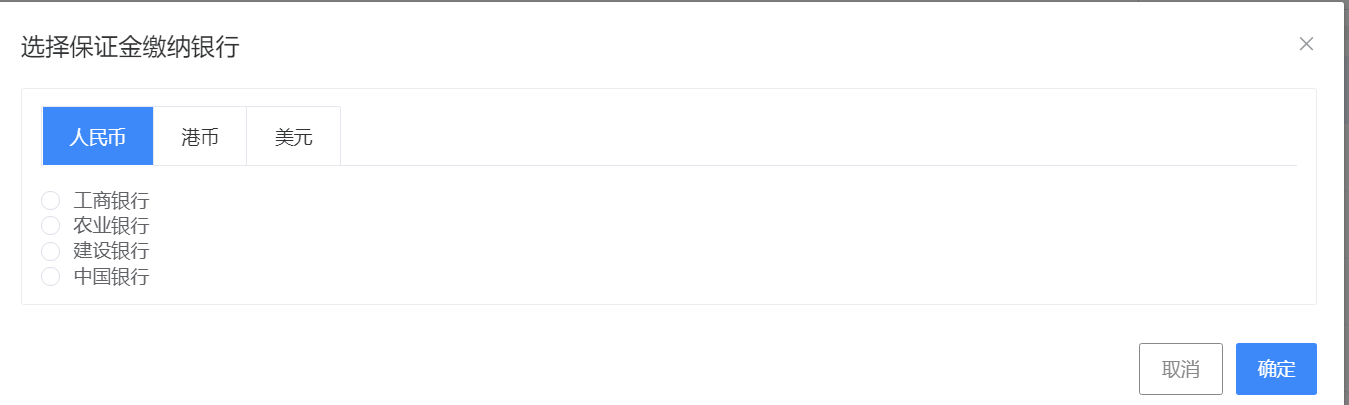 选择保证金缴纳银行
人民币 港币 美元
工商银行
农业银行
建设银行
中国银行
取消 确定